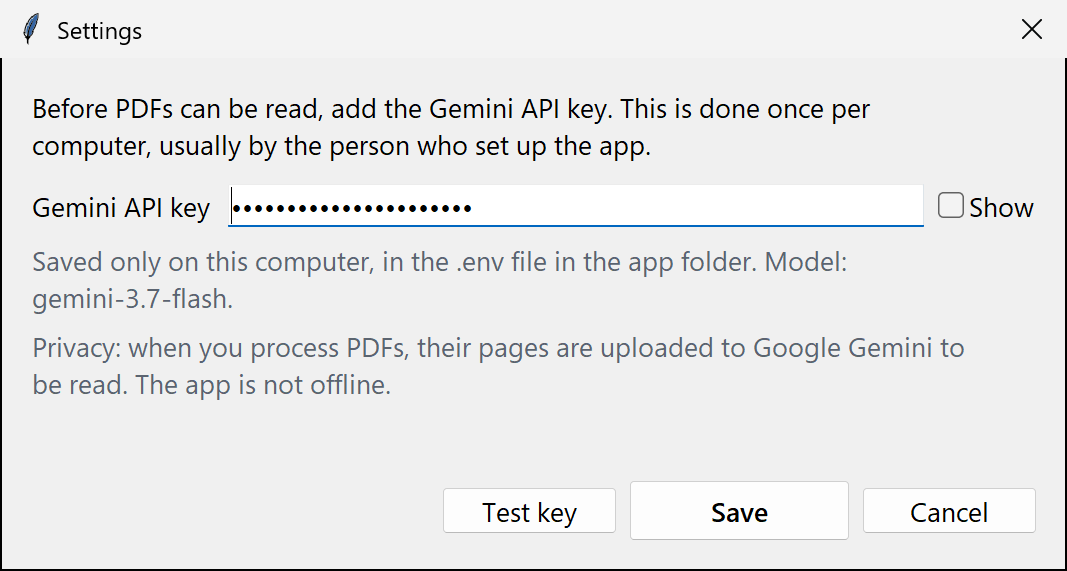 Settings
Before PDFs can be read, add the Gemini API key. This is done once per
computer, usually by the person who set up the app.
Gemini API key •••••••••••••••••••••• Show
Saved only on this computer, in the .env file in the app folder. Model:
gemini-3.7-flash.
Privacy: when you process PDFs, their pages are uploaded to Google Gemini to
be read. The app is not offline.
Test key Save Cancel